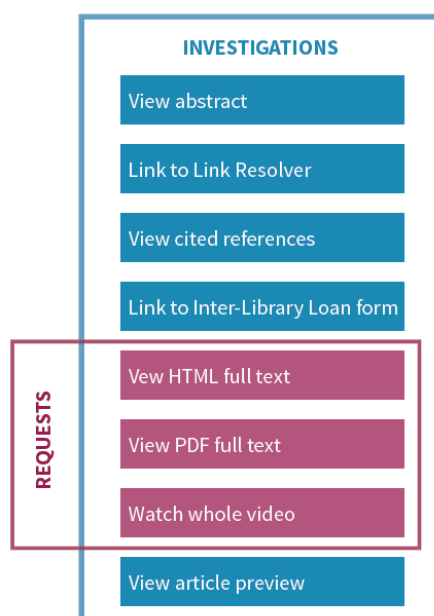 INVESTIGATIONS
View abstract
Link to Link Resolver
View cited references
Link to Inter-Library Loan form
REQUESTS
Vew HTML full text
View PDF full text
Watch whole video
View article preview